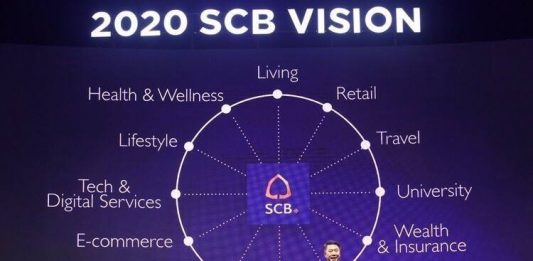 2020 SCB VISION
Living
Health & Wellness
Retail
Lifestyle
Travel
Tech &
Digital Services
University
SCB
E-commerce
Wealth
& Insurance